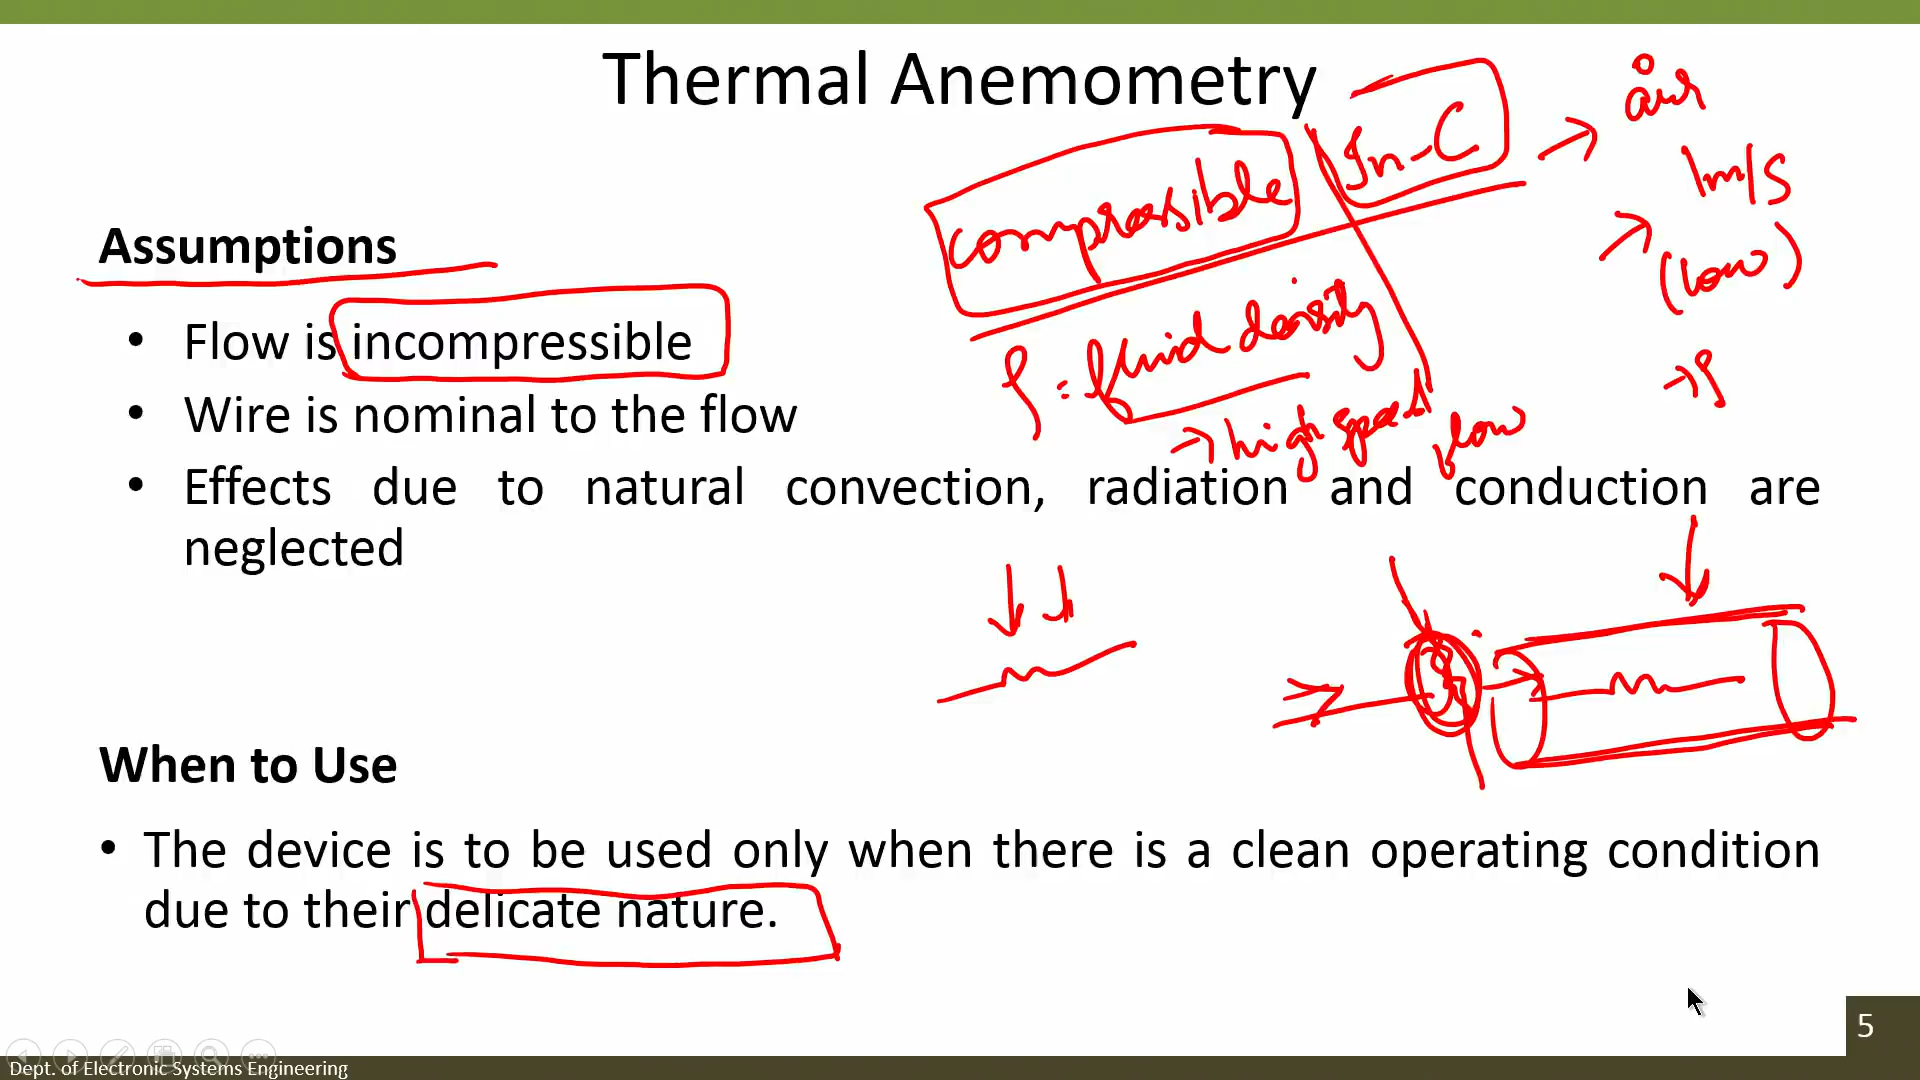 Thermal Anemometry
compressible
In-C
air
1m/s
(low)
ρ = fluid density
→ high speed flow
→ ρ
Assumptions
• Flow is incompressible
• Wire is nominal to the flow
• Effects due to natural convection, radiation and conduction are
neglected
When to Use
• The device is to be used only when there is a clean operating condition
due to their delicate nature.
5
Dept. of Electronic Systems Engineering